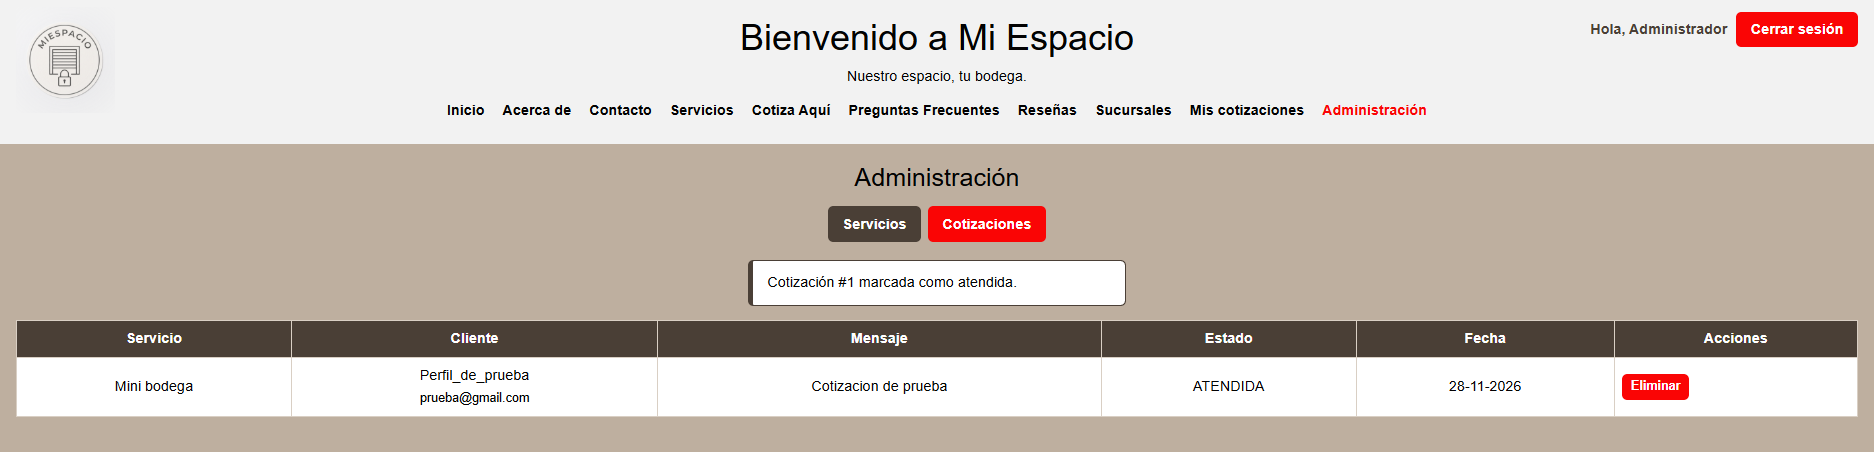 MIESPACIO
Bienvenido a Mi Espacio
Hola, Administrador Cerrar sesión
Nuestro espacio, tu bodega.
Inicio Acerca de Contacto Servicios Cotiza Aquí Preguntas Frecuentes Reseñas Sucursales Mis cotizaciones Administración
Administración
Servicios Cotizaciones
Cotización #1 marcada como atendida.
Servicio Cliente Mensaje Estado Fecha Acciones
Mini bodega Perfil_de_prueba Cotizacion de prueba ATENDIDA 28-11-2026 Eliminar
prueba@gmail.com